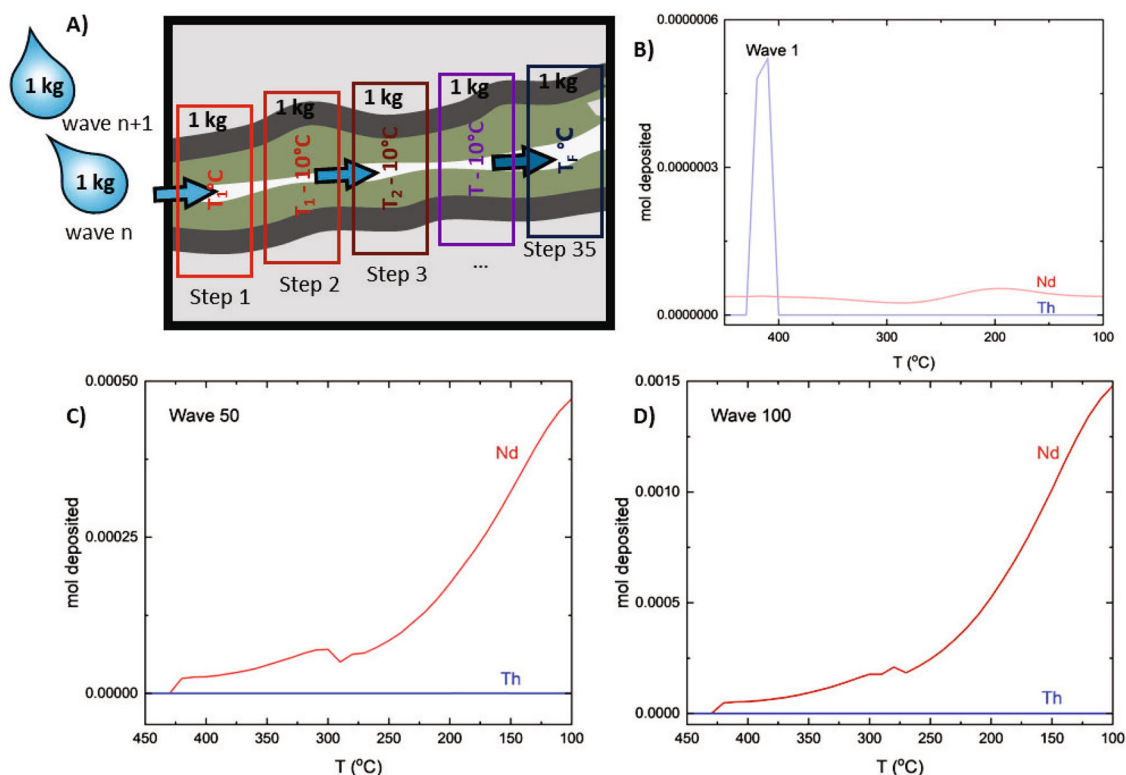 A)
1 kg
wave n+1
1 kg
wave n
1 kg
T₁°C
Step 1
1 kg
T₁ - 10°C
Step 2
1 kg
T₂ - 10°C
Step 3
1 kg
T - 10°C
...
1 kg
T_F °C
Step 35
B)
Wave 1
0.0000006
0.0000003
0.0000000
mol deposited
Nd
Th
400 300 200 100
T (°C)
C)
Wave 50
0.00050
0.00025
0.00000
mol deposited
Nd
Th
450 400 350 300 250 200 150 100
T (°C)
D)
Wave 100
0.0015
0.0010
0.0005
0.0000
mol deposited
Nd
Th
450 400 350 300 250 200 150 100
T (°C)